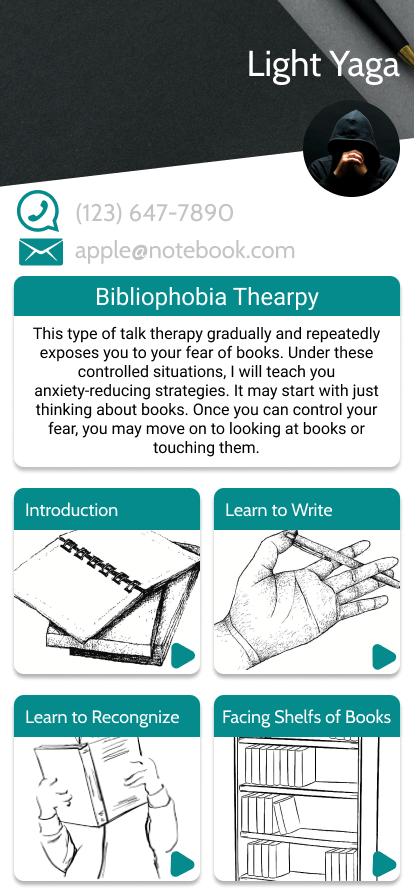 Light Yaga
(123) 647-7890
apple@notebook.com
Bibliophobia Thearpy
This type of talk therapy gradually and repeatedly
exposes you to your fear of books. Under these
controlled situations, I will teach you
anxiety-reducing strategies. It may start with just
thinking about books. Once you can control your
fear, you may move on to looking at books or
touching them.
Introduction
Learn to Write
Learn to Recongnize
Facing Shelfs of Books